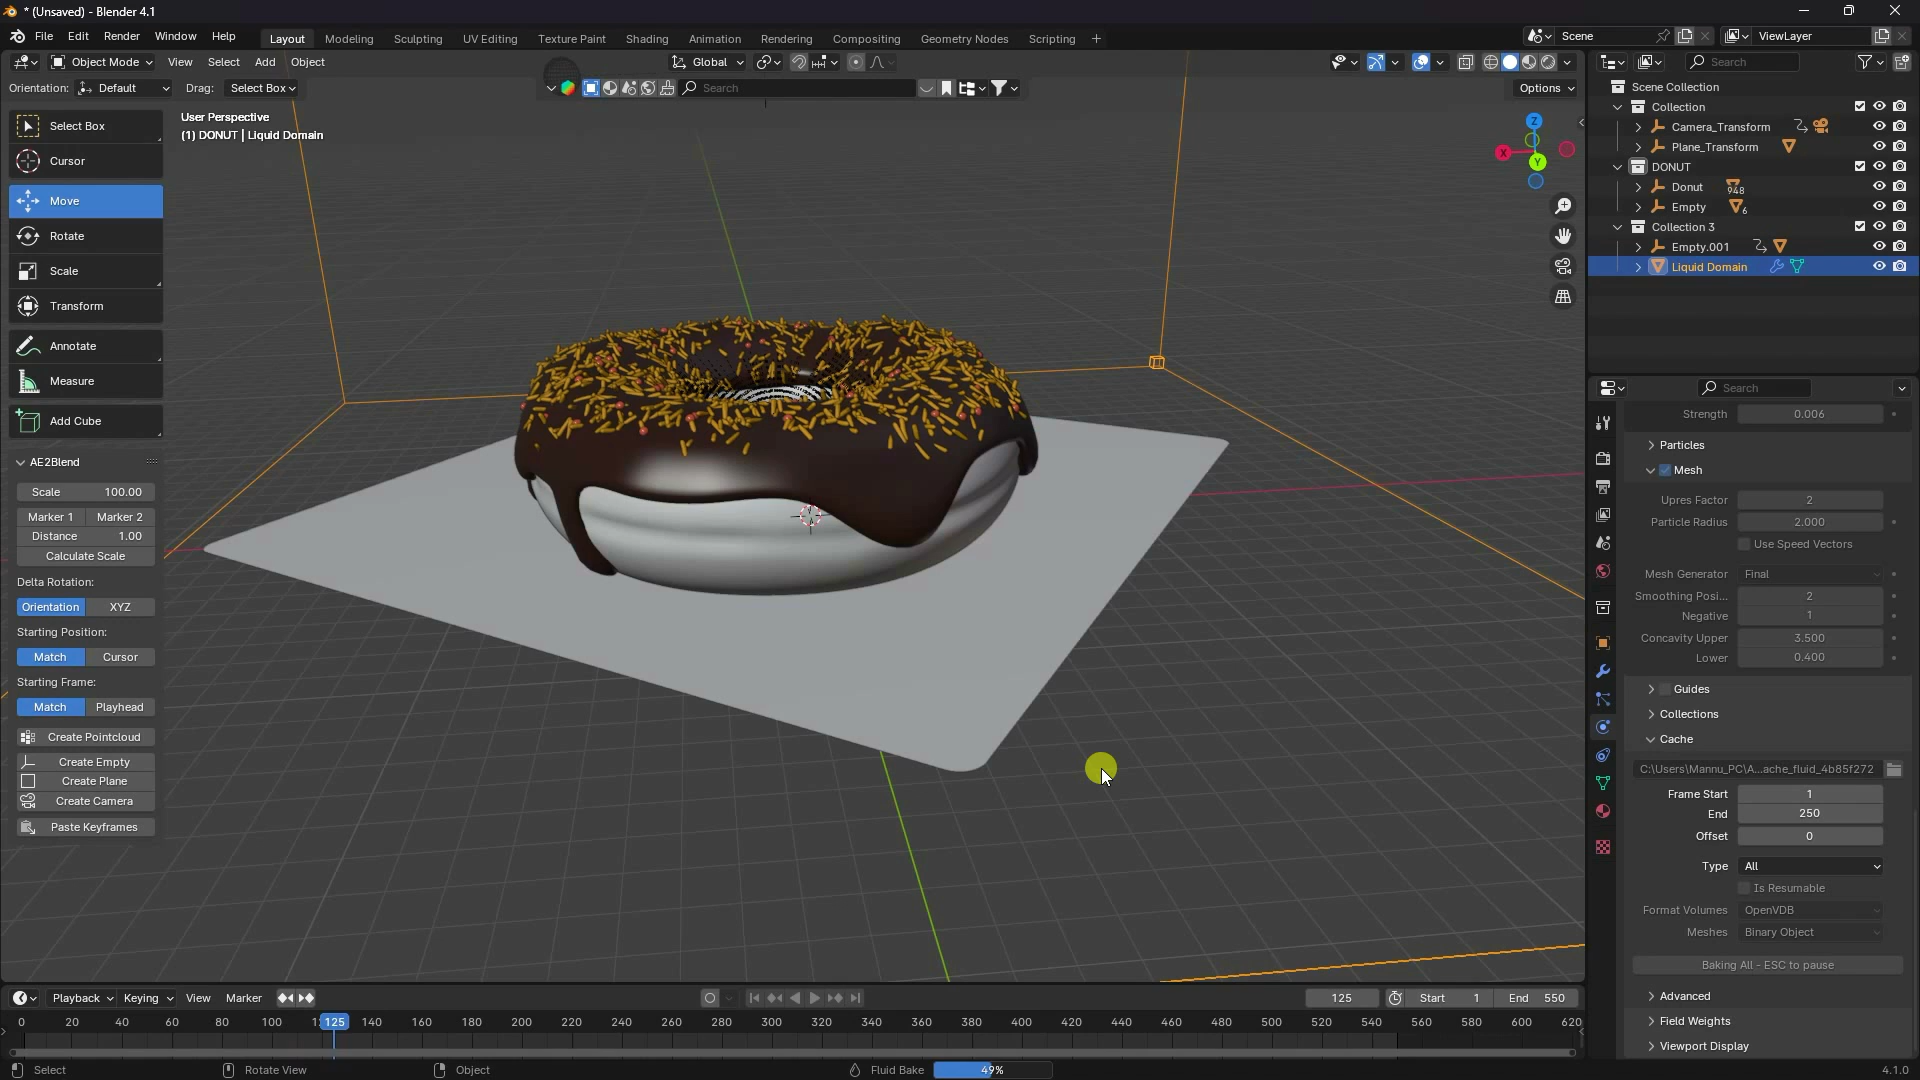 * (Unsaved) - Blender 4.1
File Edit Render Window Help Layout Modeling Sculpting UV Editing Texture Paint Shading Animation Rendering Compositing Geometry Nodes Scripting + Scene ViewLayer
Object Mode View Select Add Object Global Search
Orientation: Default Drag: Select Box Search Options
User Perspective
(1) DONUT | Liquid Domain
Select Box
Cursor
Move
Rotate
Scale
Transform
Annotate
Measure
Add Cube
AE2Blend
Scale 100.00
Marker 1 Marker 2
Distance 1.00
Calculate Scale
Delta Rotation:
Orientation XYZ
Starting Position:
Match Cursor
Starting Frame:
Match Playhead
Create Pointcloud
Create Empty
Create Plane
Create Camera
Paste Keyframes
Z
X
Y
Scene Collection
Collection
Camera_Transform
Plane_Transform
DONUT
Donut 948
Empty 6
Collection 3
Empty.001
Liquid Domain
Search
Strength 0.006
Particles
Mesh
Upres Factor 2
Particle Radius 2.000
Use Speed Vectors
Mesh Generator Final
Smoothing Posi... 2
Negative 1
Concavity Upper 3.500
Lower 0.400
Guides
Collections
Cache
C:\Users\Mannu_PC\A...ache_fluid_4b85f272
Frame Start 1
End 250
Offset 0
Type All
Is Resumable
Format Volumes OpenVDB
Meshes Binary Object
Baking All - ESC to pause
Advanced
Field Weights
Viewport Display
Playback Keying View Marker 125 Start 1 End 550
0 20 40 60 80 100 125 140 160 180 200 220 240 260 280 300 320 340 360 380 400 420 440 460 480 500 520 540 560 580 600 620
Select Rotate View Object Fluid Bake 49% 4.1.0